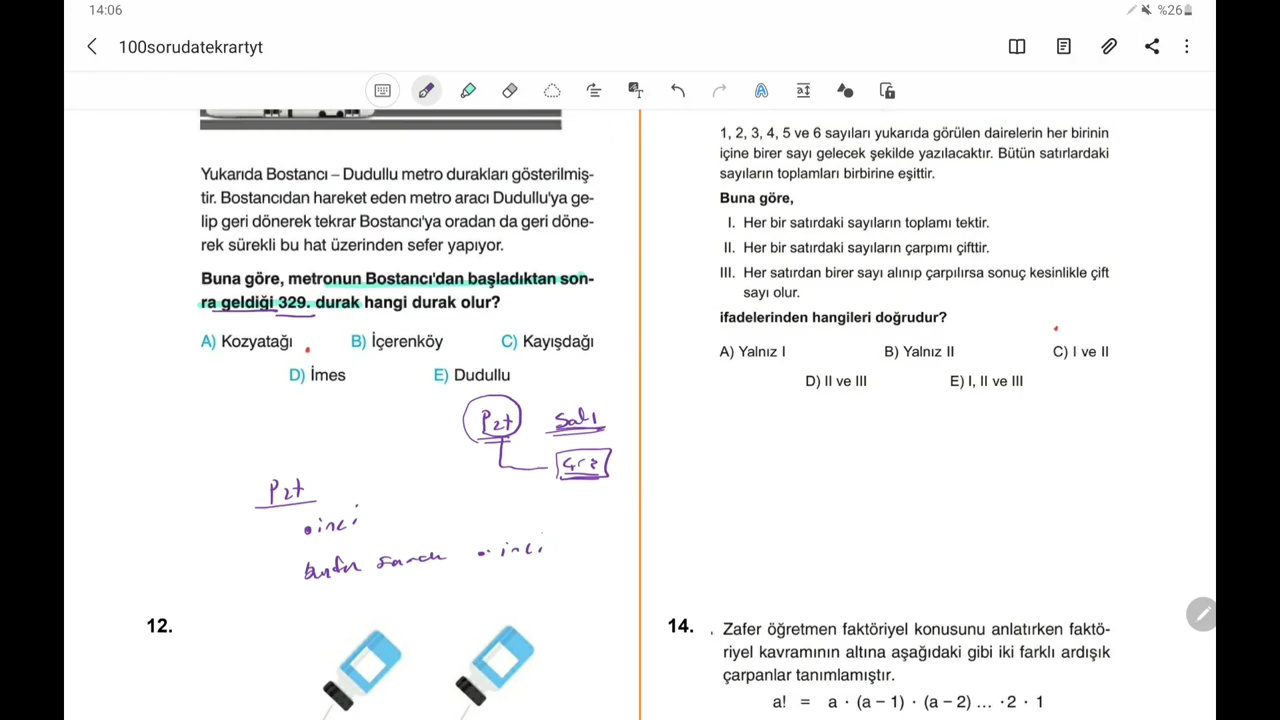 14:06
%26
100sorudatekrartyt
Yukarıda Bostancı – Dudullu metro durakları gösterilmiş-
tir. Bostancıdan hareket eden metro aracı Dudullu'ya ge-
lip geri dönerek tekrar Bostancı'ya oradan da geri döne-
rek sürekli bu hat üzerinden sefer yapıyor.
Buna göre, metronun Bostancı'dan başladıktan son-
ra geldiği 329. durak hangi durak olur?
A) Kozyatağı B) İçerenköy C) Kayışdağı
D) İmes E) Dudullu
Pzt Salı
Pzt
inci
inci
12.
1, 2, 3, 4, 5 ve 6 sayıları yukarıda görülen dairelerin her birinin
içine birer sayı gelecek şekilde yazılacaktır. Bütün satırlardaki
sayıların toplamları birbirine eşittir.
Buna göre,
I. Her bir satırdaki sayıların toplamı tektir.
II. Her bir satırdaki sayıların çarpımı çifttir.
III. Her satırdan birer sayı alınıp çarpılırsa sonuç kesinlikle çift
sayı olur.
ifadelerinden hangileri doğrudur?
A) Yalnız I B) Yalnız II C) I ve II
D) II ve III E) I, II ve III
14. Zafer öğretmen faktöriyel konusunu anlatırken faktö-
riyel kavramının altına aşağıdaki gibi iki farklı ardışık
çarpanlar tanımlamıştır.
a! = a · (a – 1) · (a – 2) ... · 2 · 1